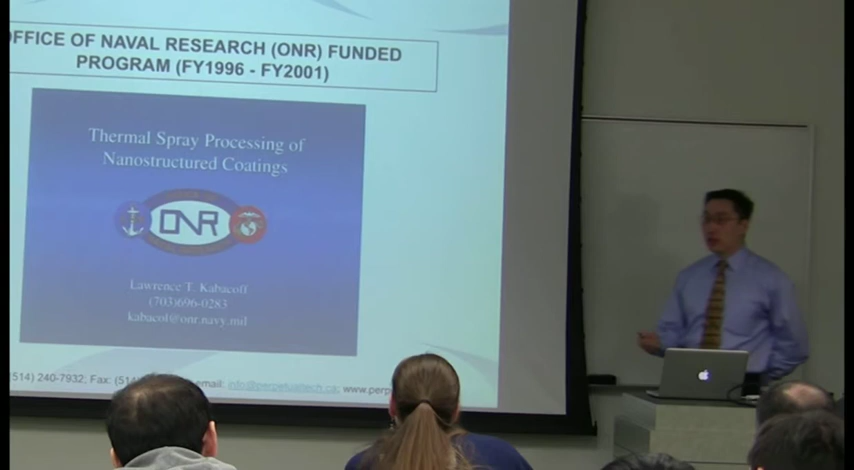 OFFICE OF NAVAL RESEARCH (ONR) FUNDED
PROGRAM (FY1996 - FY2001)
Thermal Spray Processing of
Nanostructured Coatings
ONR
Lawrence T. Kabacoff
(703)696-0283
kabacol@onr.navy.mil
(514) 240-7932; Fax: (514 email: info@perpetualtech.ca; www.perp